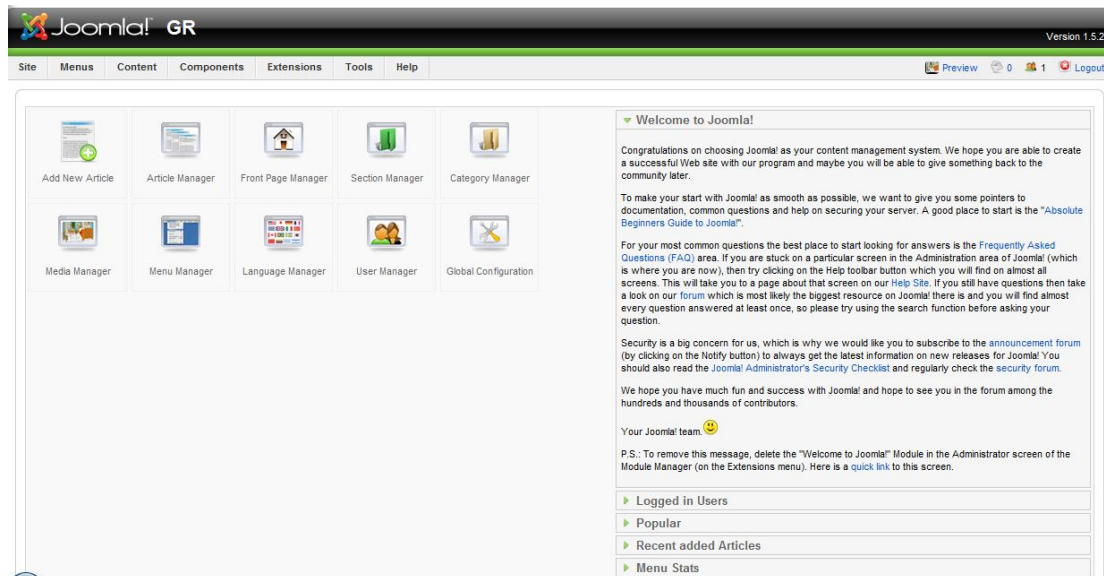 Joomla! GR
Version 1.5.2
Site Menus Content Components Extensions Tools Help
Preview 0 1 Logout
Add New Article
Article Manager
Front Page Manager
Section Manager
Category Manager
Media Manager
Menu Manager
Language Manager
User Manager
Global Configuration
Welcome to Joomla!
Congratulations on choosing Joomla! as your content management system. We hope you are able to create
a successful Web site with our program and maybe you will be able to give something back to the
community later.
To make your start with Joomla! as smooth as possible, we want to give you some pointers to
documentation, common questions and help on securing your server. A good place to start is the "Absolute
Beginners Guide to Joomla!".
For your most common questions the best place to start looking for answers is the Frequently Asked
Questions (FAQ) area. If you are stuck on a particular screen in the Administration area of Joomla! (which
is where you are now), then try clicking on the Help toolbar button which you will find on almost all
screens. This will take you to a page about that screen on our Help Site. If you still have questions then take
a look on our forum which is most likely the biggest resource on Joomla! there is and you will find almost
every question answered at least once, so please try using the search function before asking your
question.
Security is a big concern for us, which is why we would like you to subscribe to the announcement forum
(by clicking on the Notify button) to always get the latest information on new releases for Joomla! You
should also read the Joomla! Administrator's Security Checklist and regularly check the security forum.
We hope you have much fun and success with Joomla! and hope to see you in the forum among the
hundreds and thousands of contributors.
Your Joomla! team.
P.S.: To remove this message, delete the "Welcome to Joomla!" Module in the Administrator screen of the
Module Manager (on the Extensions menu). Here is a quick link to this screen.
Logged in Users
Popular
Recent added Articles
Menu Stats